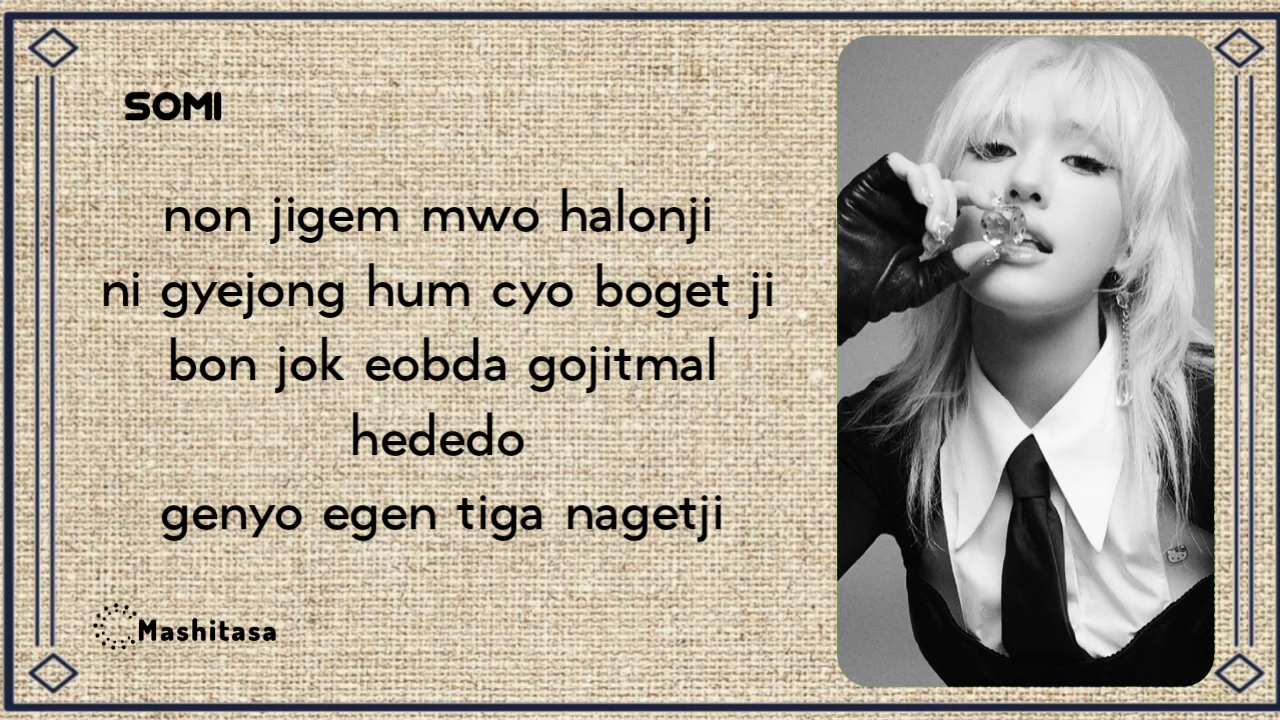 SOMI
non jigem mwo halonji
ni gyejong hum cyo boget ji
bon jok eobda gojitmal
hededo
genyo egen tiga nagetji
Mashitasa